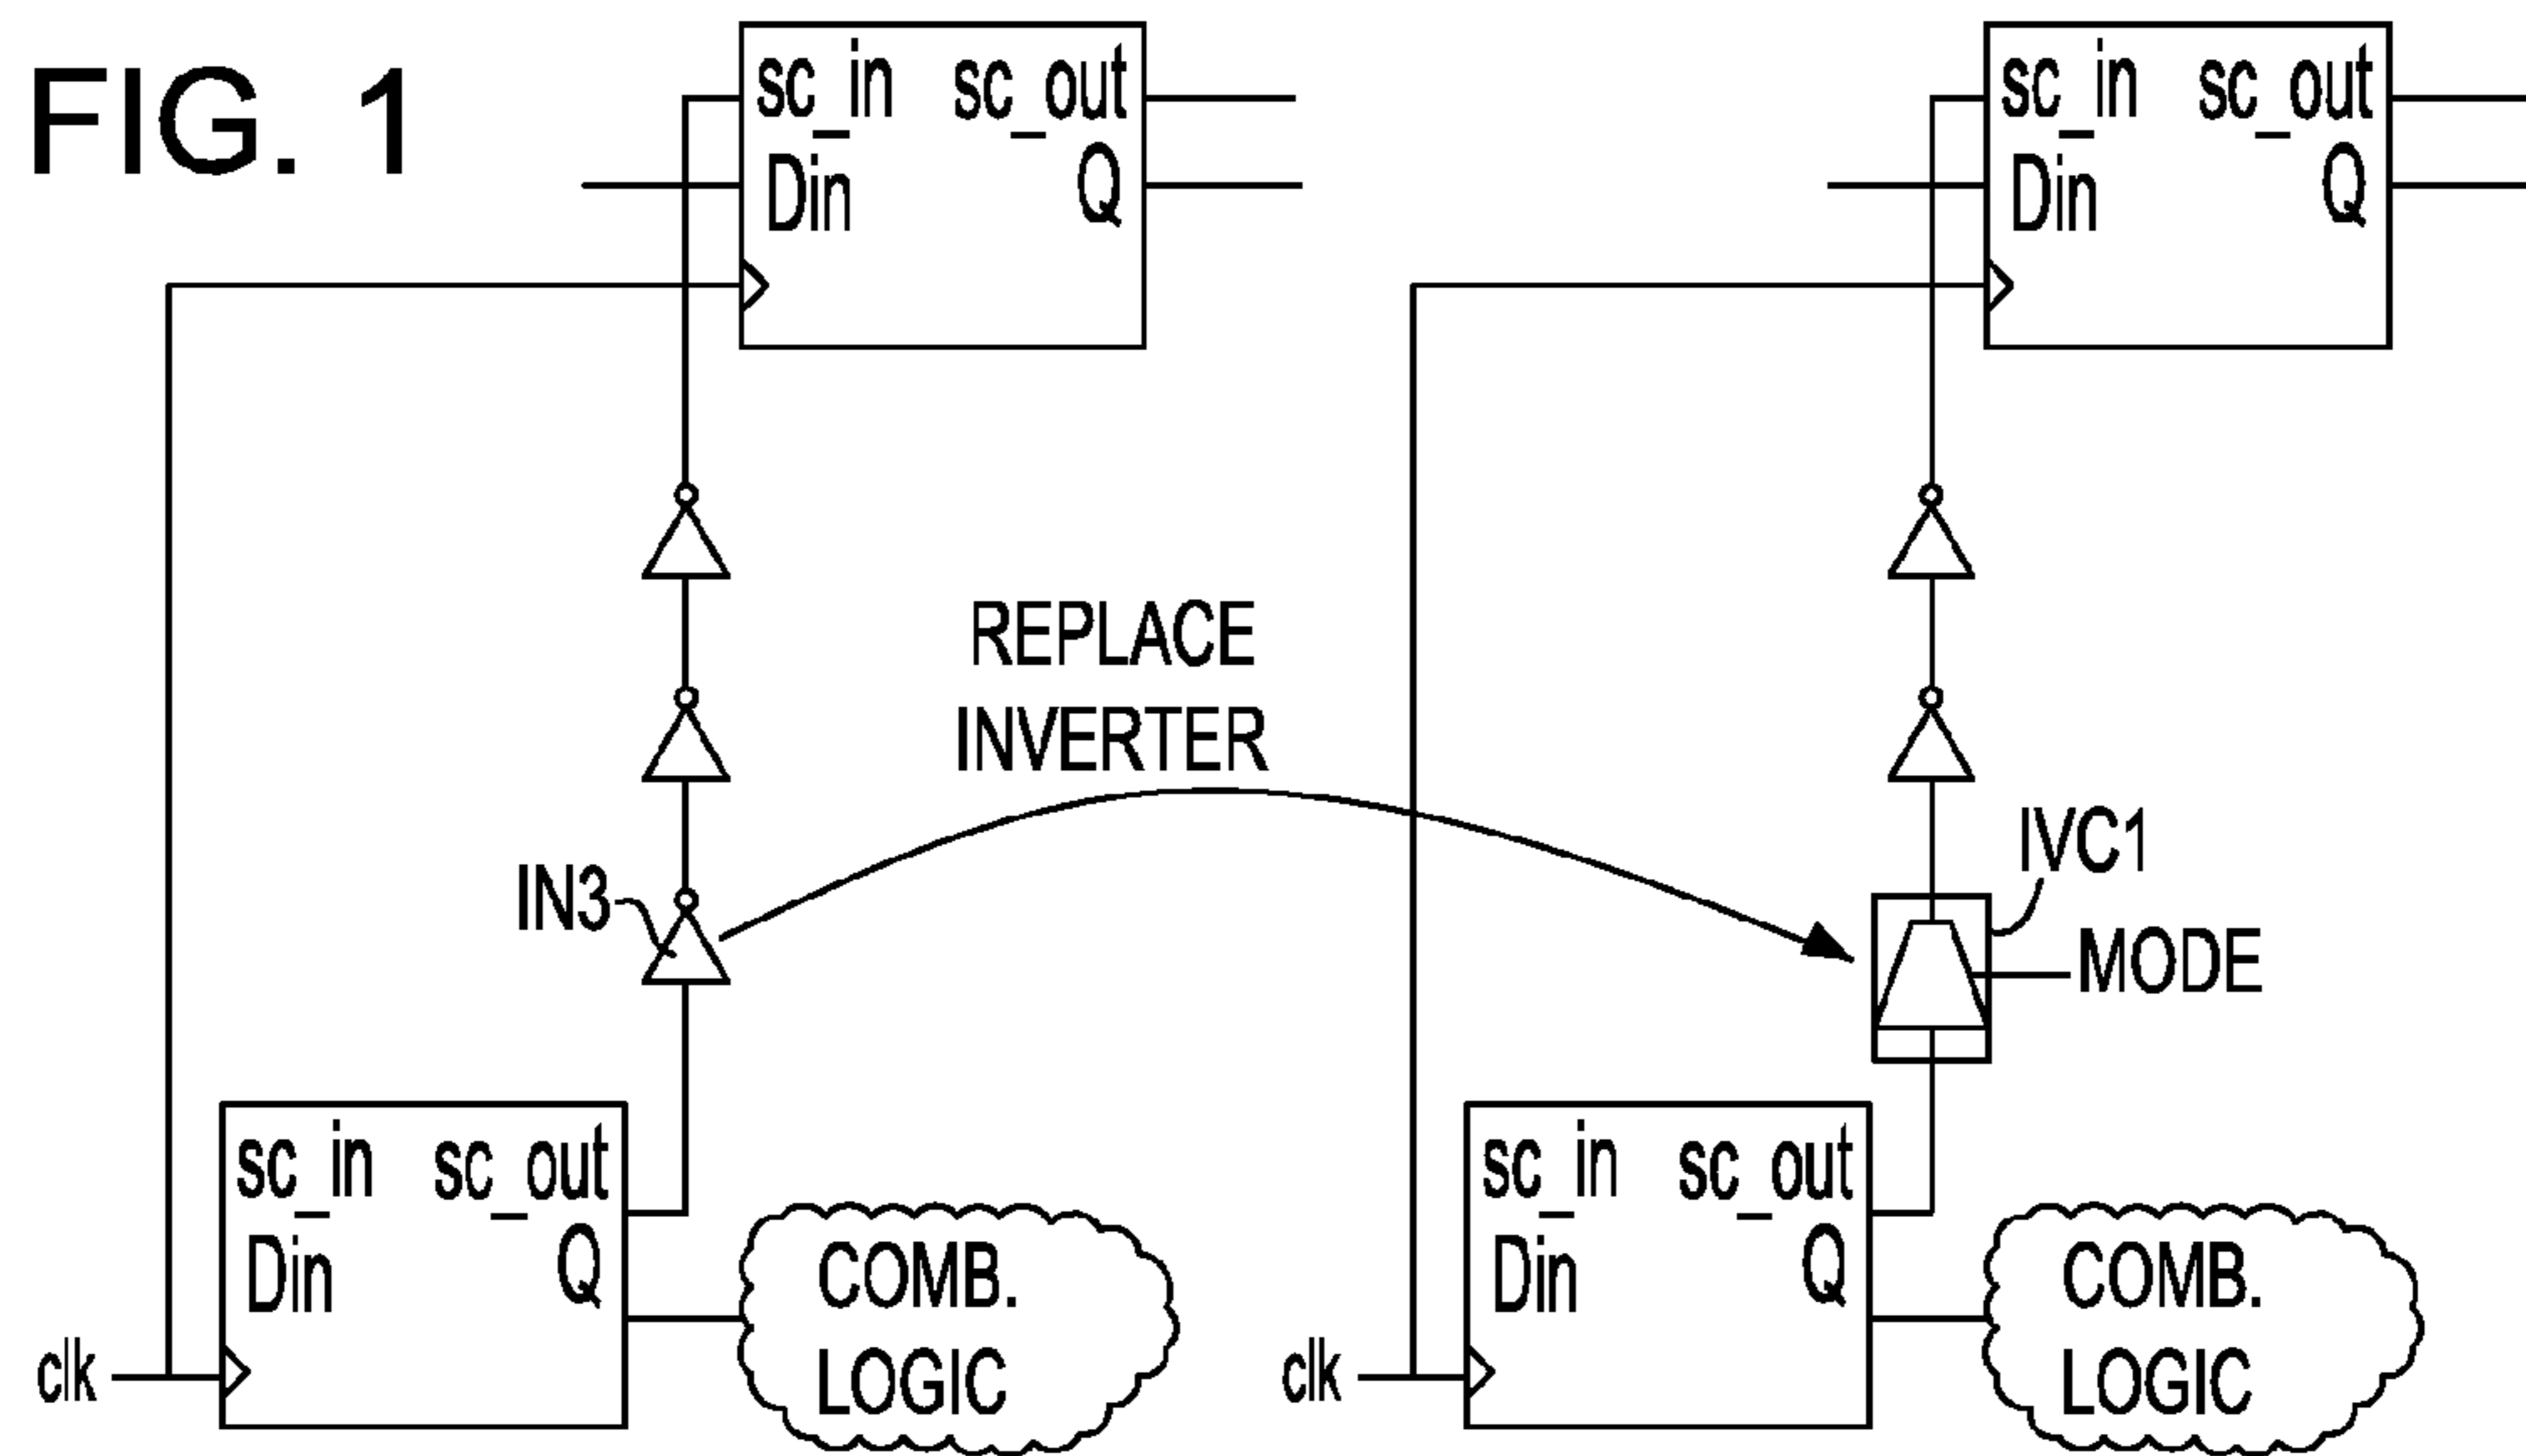 FIG. 1
sc_in sc_out
Din Q
sc_in sc_out
Din Q
REPLACE
INVERTER
IN3
IVC1
MODE
sc_in sc_out
Din Q
clk
COMB.
LOGIC
sc_in sc_out
Din Q
clk
COMB.
LOGIC